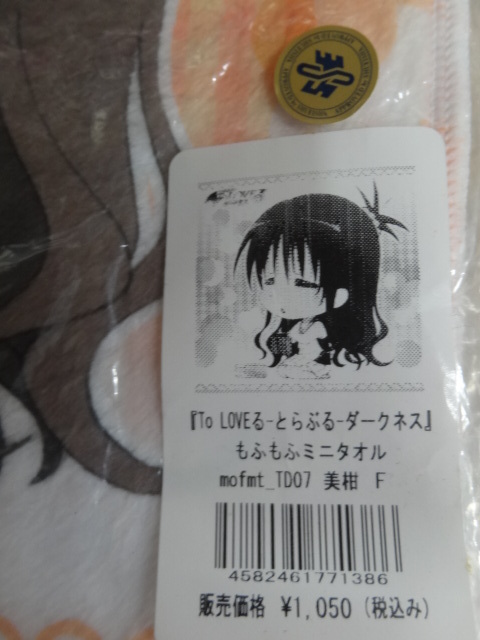 『To LOVEる-とらぶる-ダークネス』
もふもふミニタオル
mofmt_TD07 美柑 F
4582461771386
販売価格 ¥1,050 (税込み)